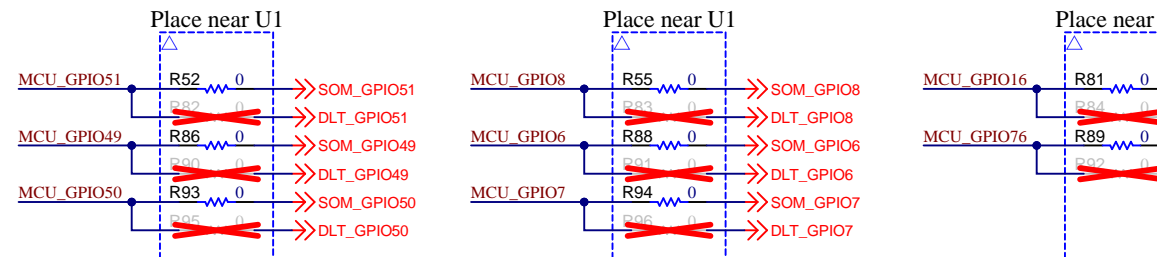 Place near U1
MCU_GPIO51 R52 0 SOM_GPIO51
R82 0 DLT_GPIO51
MCU_GPIO49 R86 0 SOM_GPIO49
R90 0 DLT_GPIO49
MCU_GPIO50 R93 0 SOM_GPIO50
R95 0 DLT_GPIO50
Place near U1
MCU_GPIO8 R55 0 SOM_GPIO8
R83 0 DLT_GPIO8
MCU_GPIO6 R88 0 SOM_GPIO6
R91 0 DLT_GPIO6
MCU_GPIO7 R94 0 SOM_GPIO7
R96 0 DLT_GPIO7
Place near
MCU_GPIO16 R81 0
R84 0
MCU_GPIO76 R89 0
R92 0